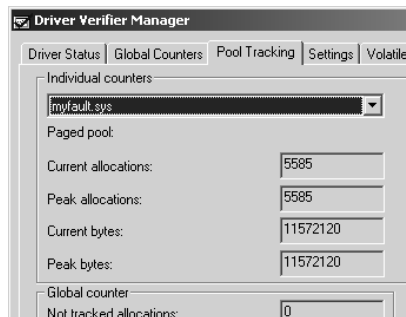 Driver Verifier Manager
Driver Status Global Counters Pool Tracking Settings Volatile
Individual counters
myfault.sys
Paged pool:
Current allocations: 5585
Peak allocations: 5585
Current bytes: 11572120
Peak bytes: 11572120
Global counter
Not tracked allocations: 0